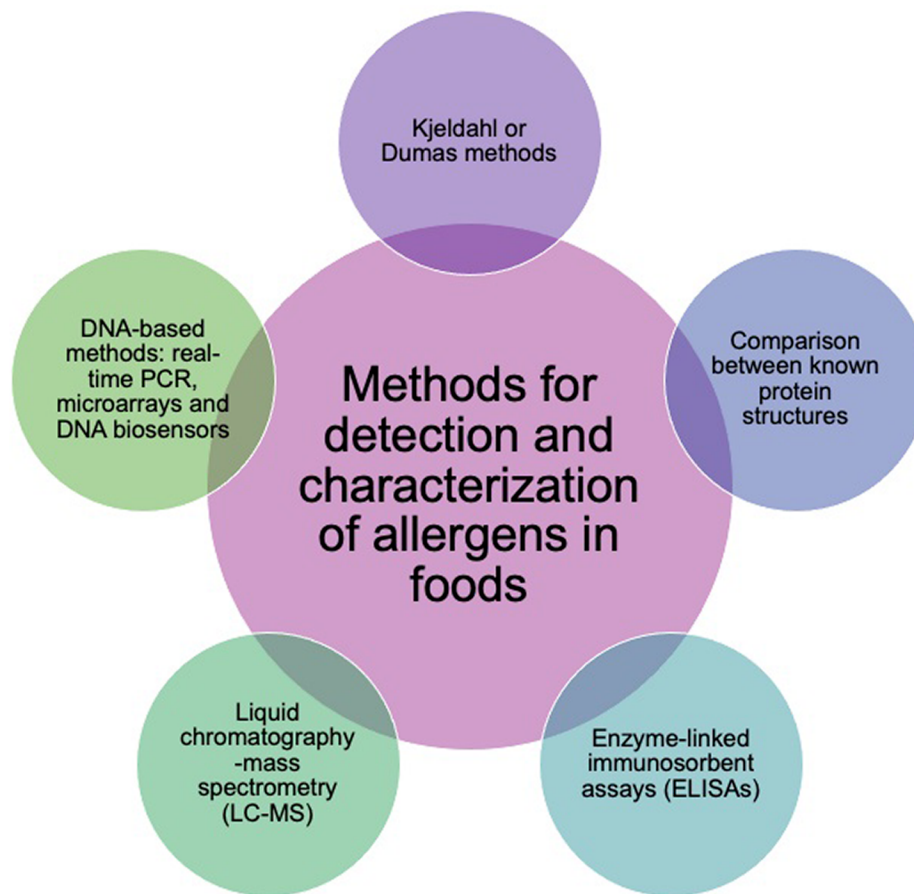 Kjeldahl or
Dumas methods
DNA-based
methods: real-
time PCR,
microarrays and
DNA biosensors
Comparison
between known
protein
structures
Methods for
detection and
characterization
of allergens in
foods
Liquid
chromatography
-mass
spectrometry
(LC-MS)
Enzyme-linked
immunosorbent
assays (ELISAs)